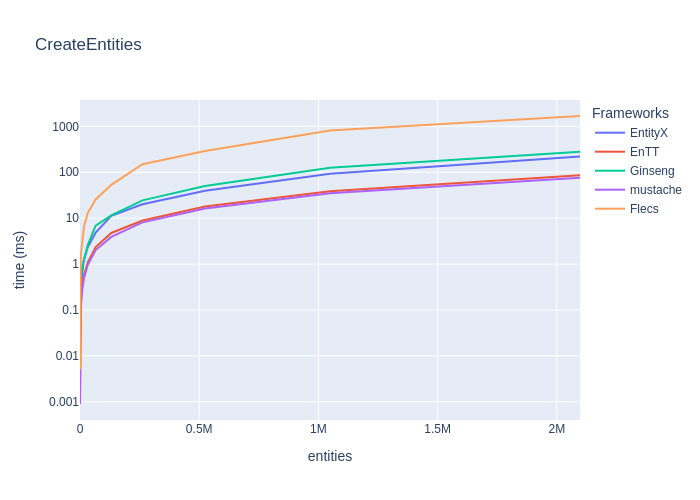 CreateEntities
Frameworks
EntityX
EnTT
Ginseng
mustache
Flecs
time (ms)
1000
100
10
1
0.1
0.01
0.001
0
0.5M
1M
1.5M
2M
entities